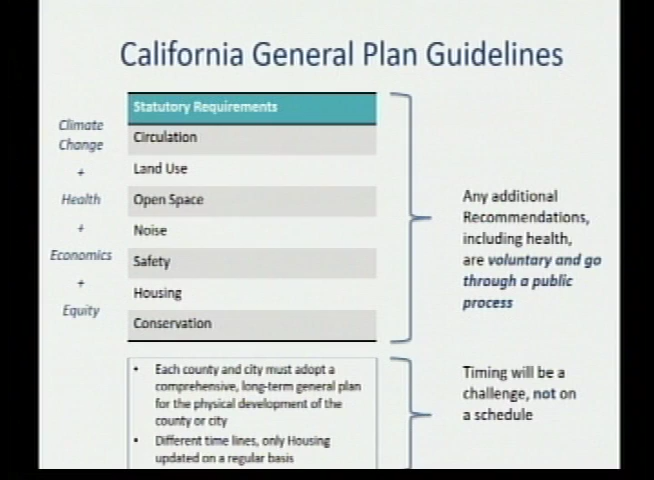 California General Plan Guidelines
Climate
Change
+
Health
+
Economics
+
Equity
Statutory Requirements
Circulation
Land Use
Open Space
Noise
Safety
Housing
Conservation
Any additional
Recommendations,
including health,
are voluntary and go
through a public
process
• Each county and city must adopt a
comprehensive, long-term general plan
for the physical development of the
county or city
• Different time lines, only Housing
updated on a regular basis
Timing will be a
challenge, not on
a schedule